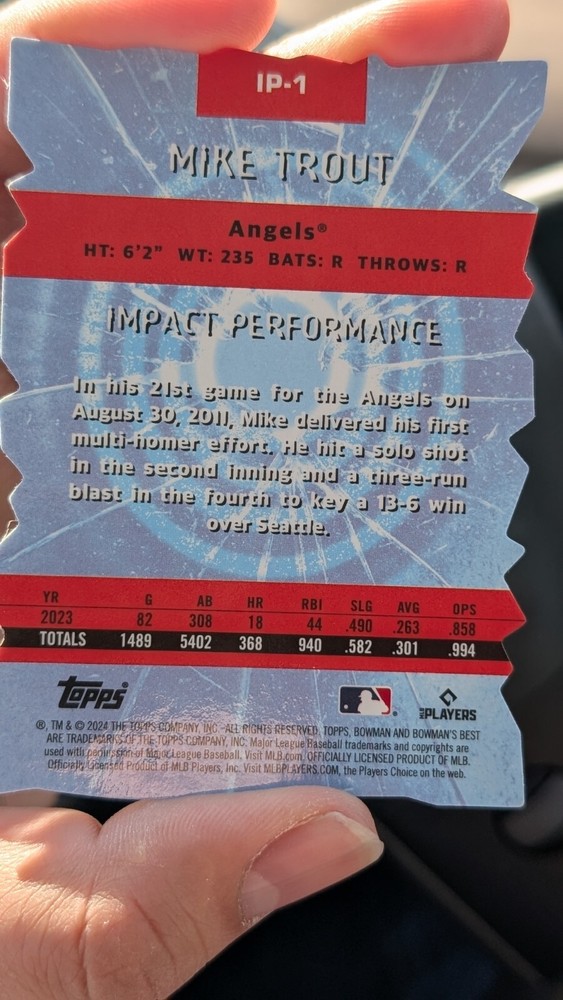 IP-1
MIKE TROUT
Angels®
HT: 6'2" WT: 235 BATS: R THROWS: R
IMPACT PERFORMANCE
In his 21st game for the Angels on
August 30, 2011, Mike delivered his first
multi-homer effort. He hit a solo shot
in the second inning and a three-run
blast in the fourth to key a 13-6 win
over Seattle.
YR G AB HR RBI SLG AVG OPS
2023 82 308 18 44 .490 .263 .858
TOTALS 1489 5402 368 940 .582 .301 .994
Topps®
MLB PLAYERS
®, TM & © 2024 THE TOPPS COMPANY, INC. ALL RIGHTS RESERVED. TOPPS, BOWMAN AND BOWMAN'S BEST
ARE TRADEMARKS OF THE TOPPS COMPANY, INC. Major League Baseball trademarks and copyrights are
used with permission of Major League Baseball. Visit MLB.com. OFFICIALLY LICENSED PRODUCT OF MLB.
Officially Licensed Product of MLB Players, Inc. Visit MLBPLAYERS.COM, the Players Choice on the web.